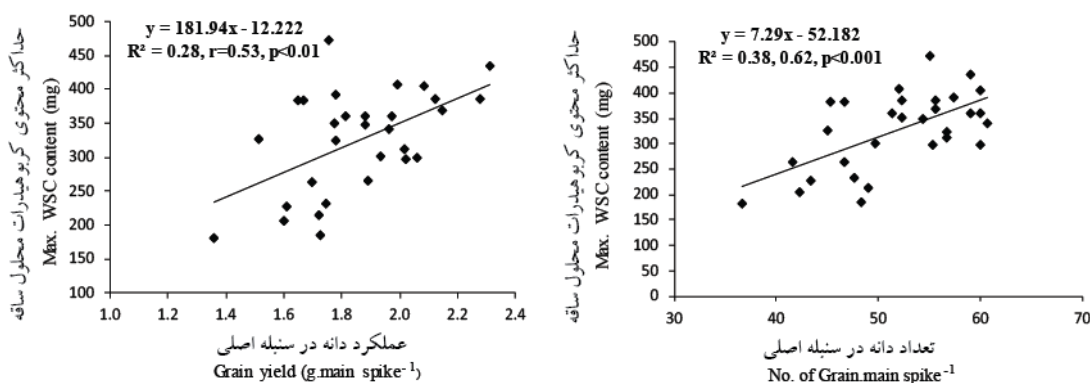 y = 181.94x - 12.222
R² = 0.28, r=0.53, p<0.01
حداکثر محتوی کربوهیدرات محلول ساقه
Max. WSC content (mg)
500
450
400
350
300
250
200
150
100
1.0 1.2 1.4 1.6 1.8 2.0 2.2 2.4
عملکرد دانه در سنبله اصلی
Grain yield (g.main spike⁻¹)
y = 7.29x - 52.182
R² = 0.38, 0.62, p<0.001
حداکثر محتوی کربوهیدرات محلول ساقه
Max. WSC content (mg)
500
450
400
350
300
250
200
150
100
50
0
30 40 50 60 70
تعداد دانه در سنبله اصلی
No. of Grain.main spike⁻¹